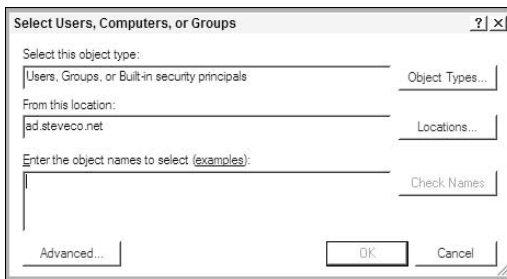 Select Users, Computers, or Groups
Select this object type:
Users, Groups, or Built-in security principals
Object Types...
From this location:
ad.steveco.net
Locations...
Enter the object names to select (examples):
Check Names
Advanced...
OK
Cancel